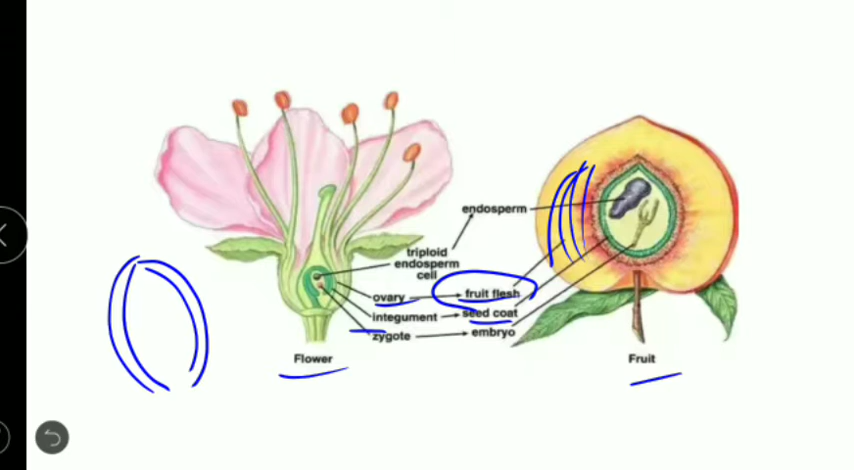 endosperm
triploid
endosperm
cell
ovary
fruit flesh
integument
seed coat
zygote
embryo
Flower
Fruit